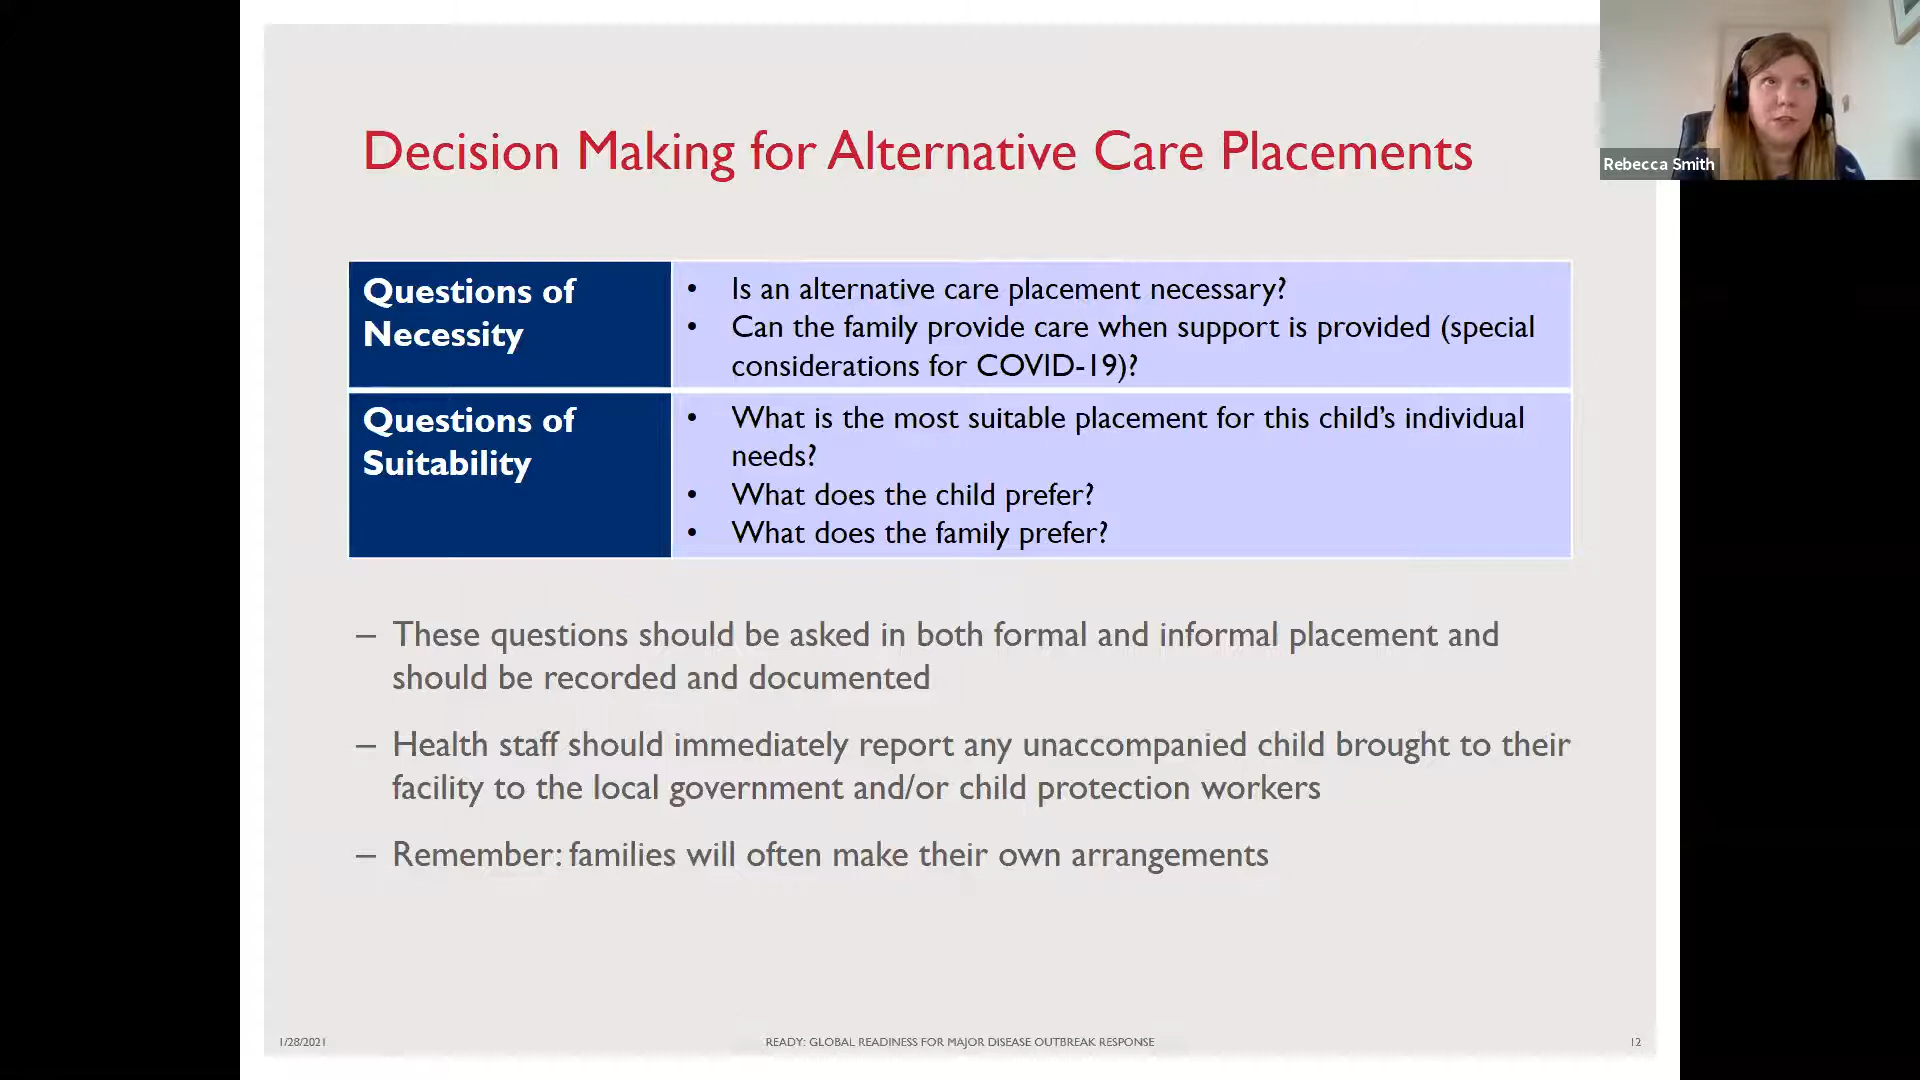 Decision Making for Alternative Care Placements
Rebecca Smith
Questions of
Necessity
• Is an alternative care placement necessary?
• Can the family provide care when support is provided (special
considerations for COVID-19)?
Questions of
Suitability
• What is the most suitable placement for this child’s individual
needs?
• What does the child prefer?
• What does the family prefer?
– These questions should be asked in both formal and informal placement and
should be recorded and documented
– Health staff should immediately report any unaccompanied child brought to their
facility to the local government and/or child protection workers
– Remember: families will often make their own arrangements
1/28/2021
READY: GLOBAL READINESS FOR MAJOR DISEASE OUTBREAK RESPONSE
12